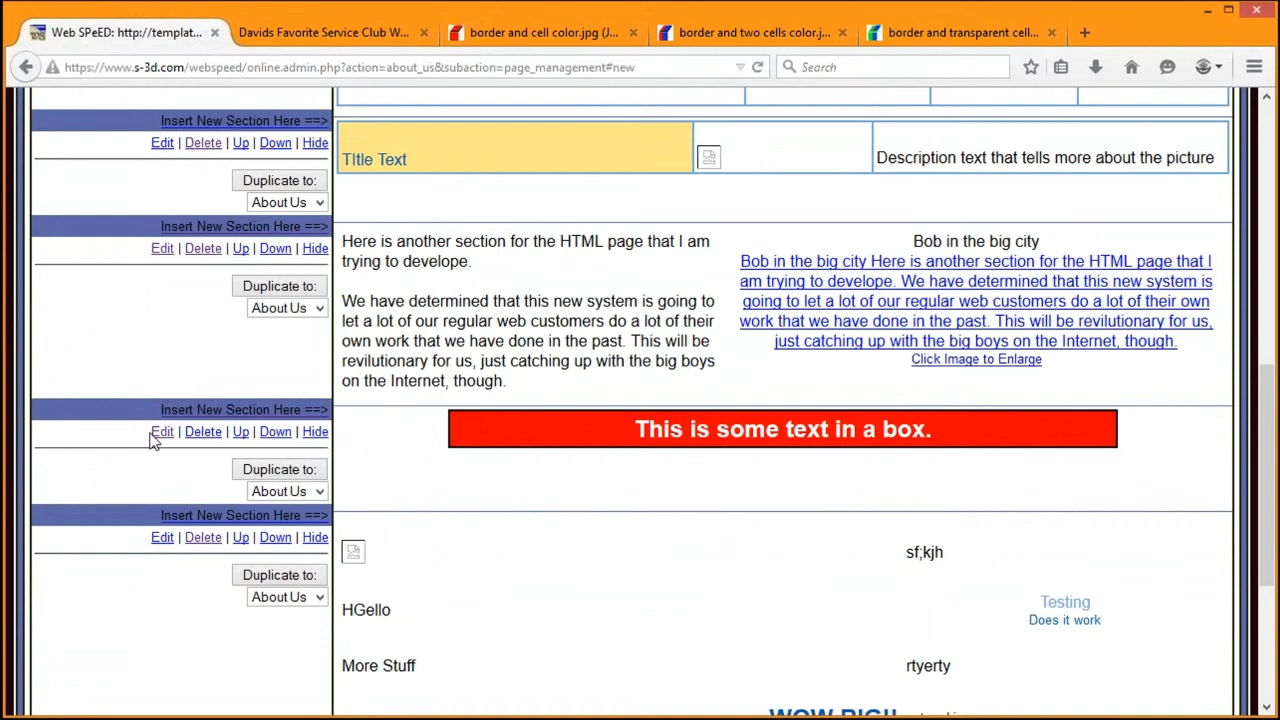 Web SPeED: http://templat...
Davids Favorite Service Club W...
border and cell color.jpg (J...
border and two cells color.j...
border and transparent cell...
https://www.s-3d.com/webspeed/online.admin.php?action=about_us&subaction=page_management#new
Search
Insert New Section Here ==>
Edit | Delete | Up | Down | Hide
Duplicate to:
About Us
TItle Text
Description text that tells more about the picture
Insert New Section Here ==>
Edit | Delete | Up | Down | Hide
Duplicate to:
About Us
Here is another section for the HTML page that I am
trying to develope.
We have determined that this new system is going to
let a lot of our regular web customers do a lot of their
own work that we have done in the past. This will be
revilutionary for us, just catching up with the big boys
on the Internet, though.
Bob in the big city
Bob in the big city Here is another section for the HTML page that I
am trying to develope. We have determined that this new system is
going to let a lot of our regular web customers do a lot of their own
work that we have done in the past. This will be revilutionary for us,
just catching up with the big boys on the Internet, though.
Click Image to Enlarge
Insert New Section Here ==>
Edit | Delete | Up | Down | Hide
Duplicate to:
About Us
This is some text in a box.
Insert New Section Here ==>
Edit | Delete | Up | Down | Hide
Duplicate to:
About Us
sf;kjh
HGello
Testing
Does it work
More Stuff
rtyerty
WOW BIG!!